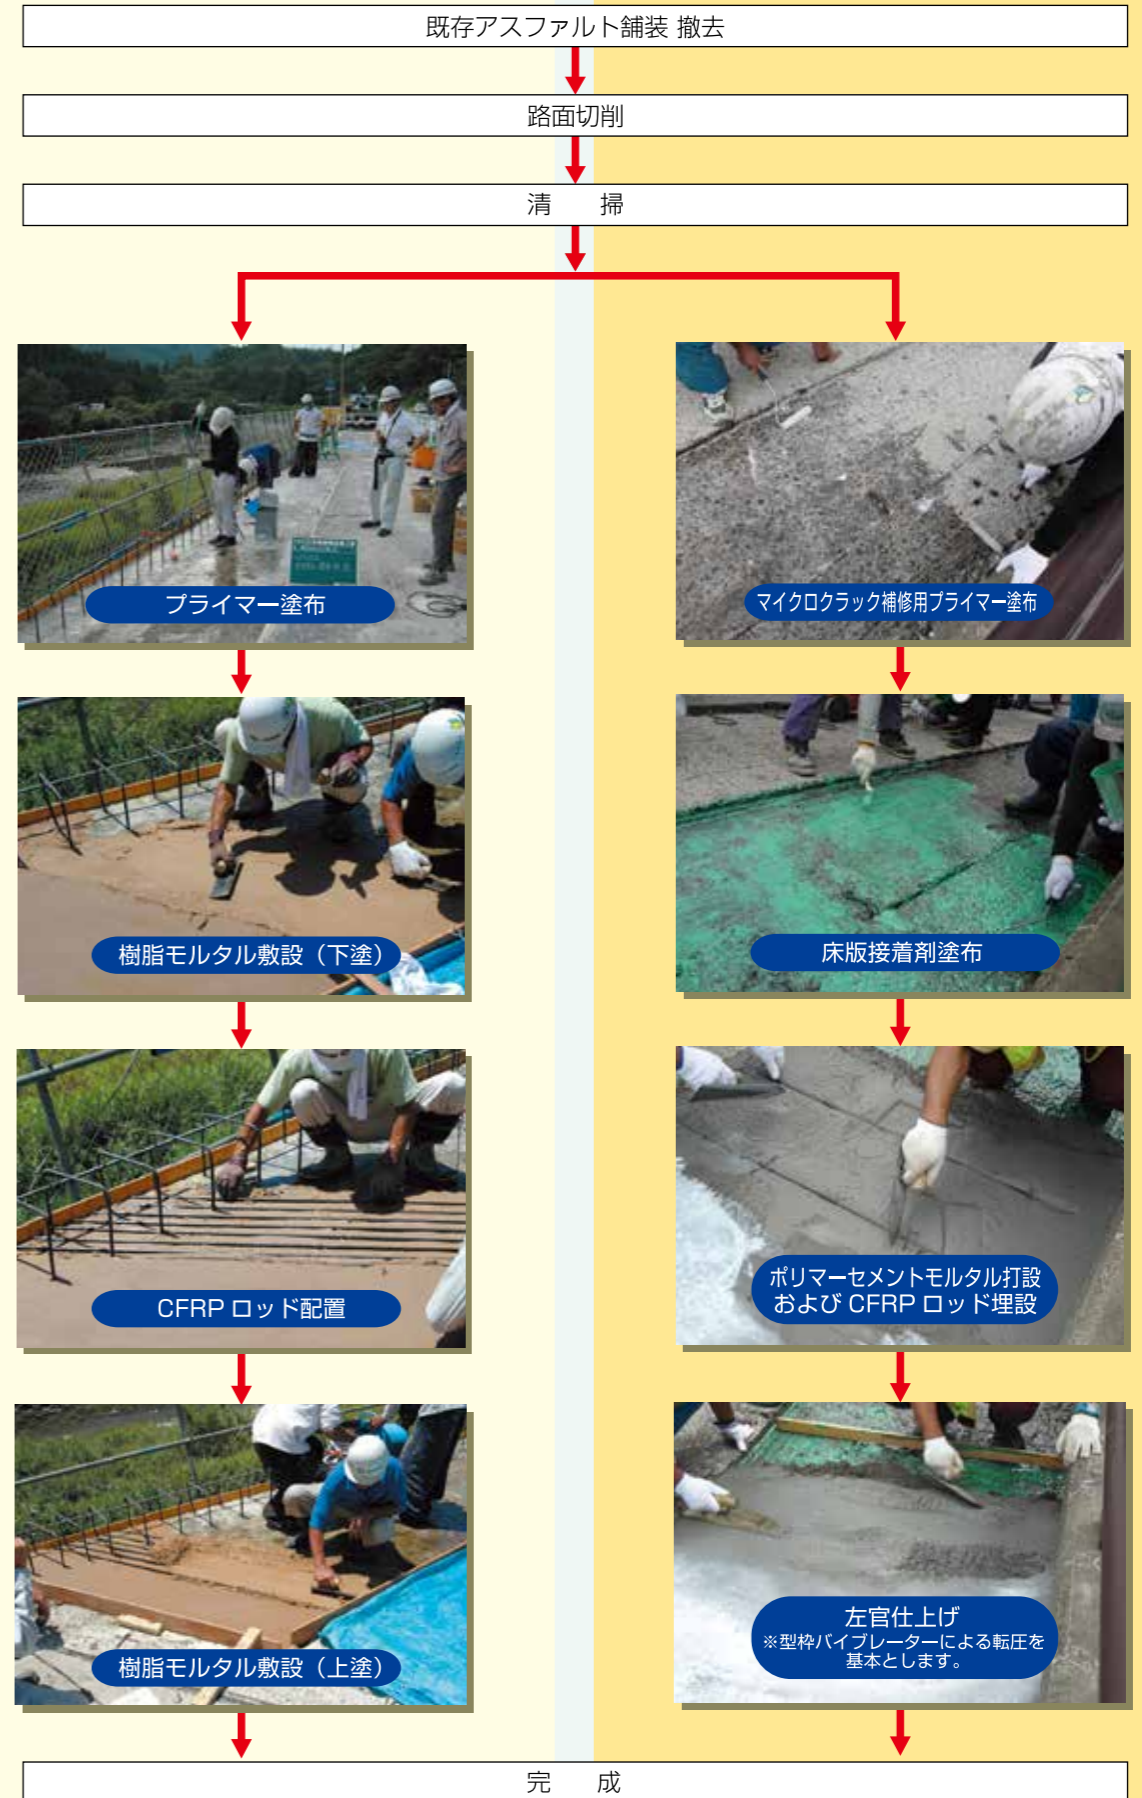 既存アスファルト舗装 撤去
路面切削
清　掃
プライマー塗布
樹脂モルタル敷設（下塗）
CFRP ロッド配置
樹脂モルタル敷設（上塗）
マイクロクラック補修用プライマー塗布
床版接着剤塗布
ポリマーセメントモルタル打設
および CFRP ロッド埋設
左官仕上げ
※型枠バイブレーターによる転圧を
基本とします。
完　成